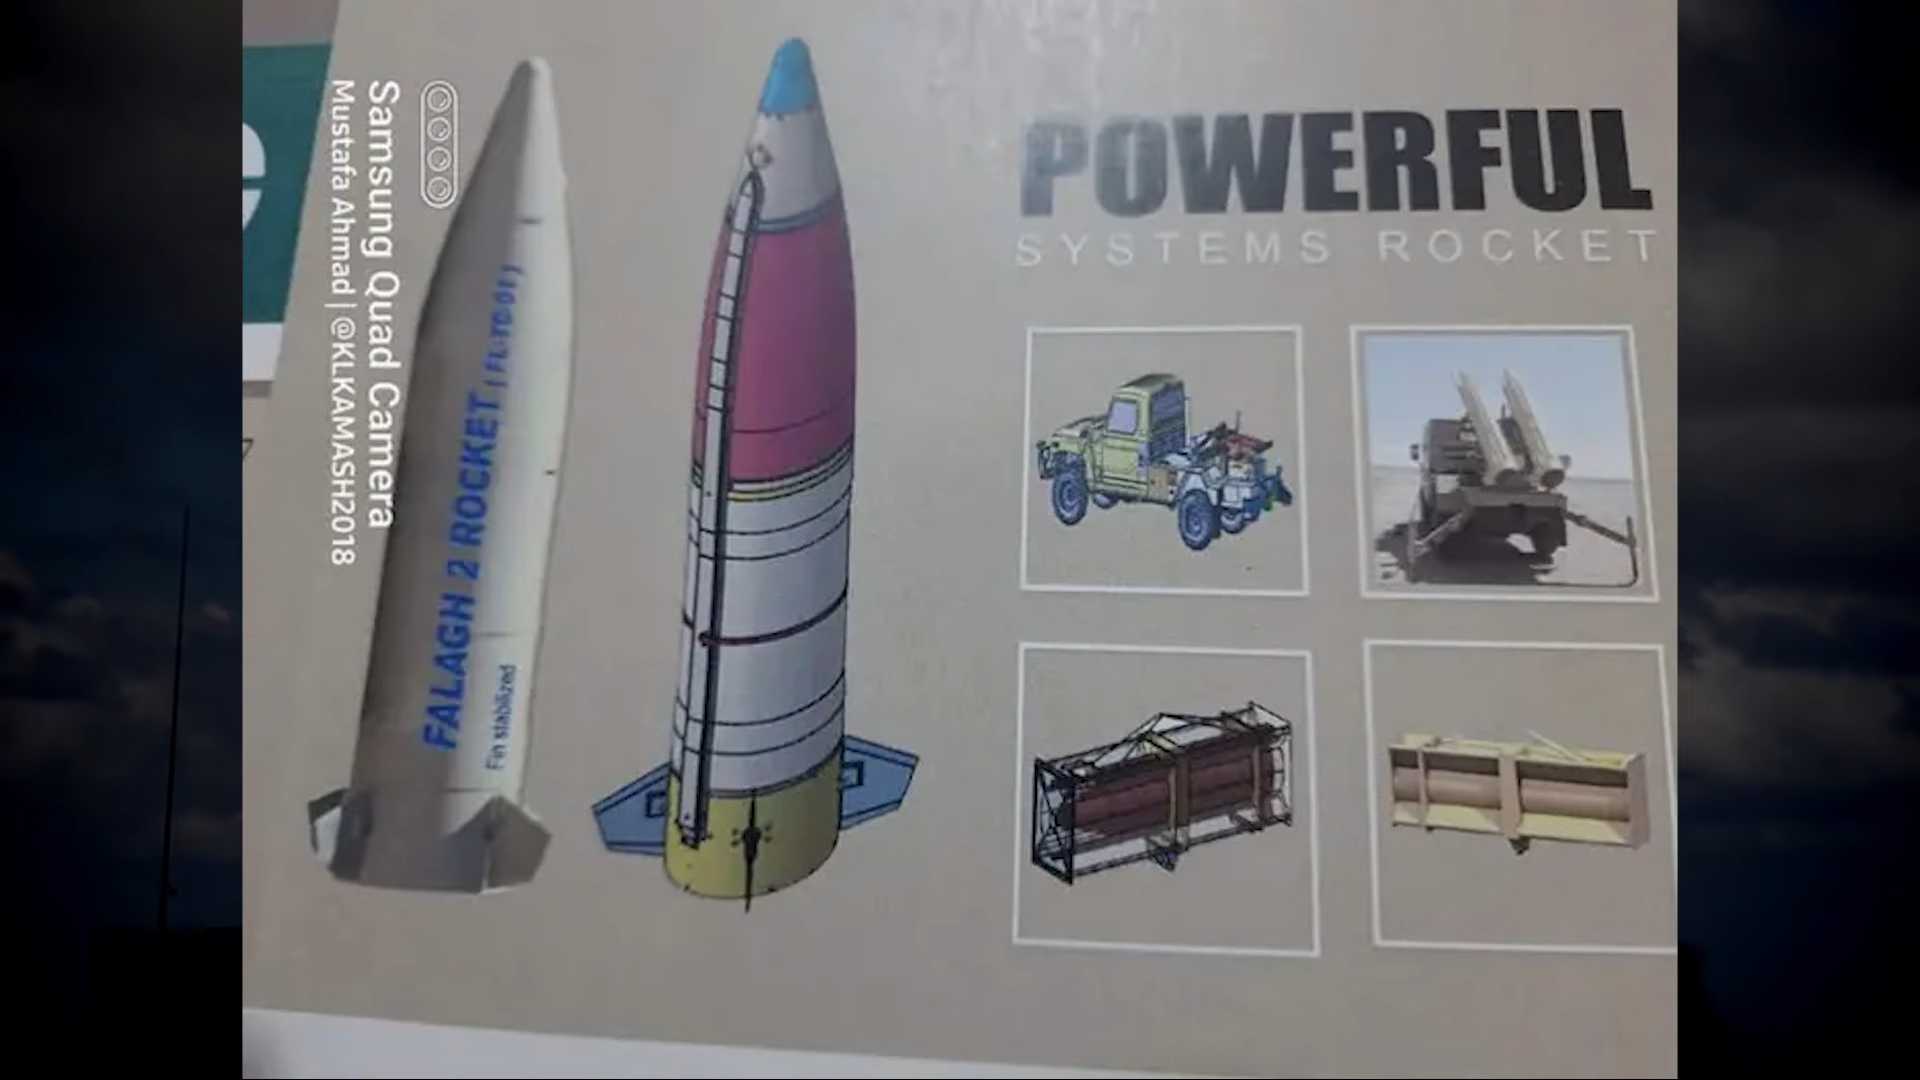 Samsung Quad Camera
Mustafa Ahmad | @KLKAMASH2018
FALAGH 2 ROCKET
Fin stabilized
POWERFUL
SYSTEMS ROCKET